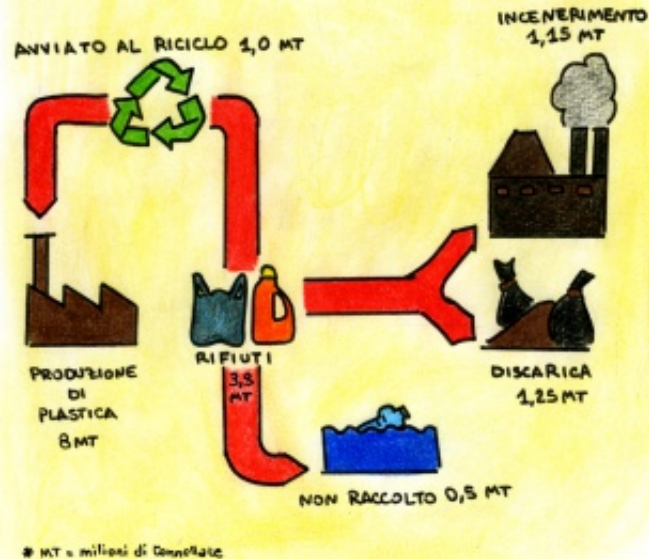 INCENERIMENTO
1,15 MT
AVVIATO AL RICICLO 1,0 MT
RIFIUTI
3,9
MT
PRODUZIONE
DI
PLASTICA
8 MT
DISCARICA
1,25 MT
NON RACCOLTO 0,5 MT
* MT = milioni di tonnellate